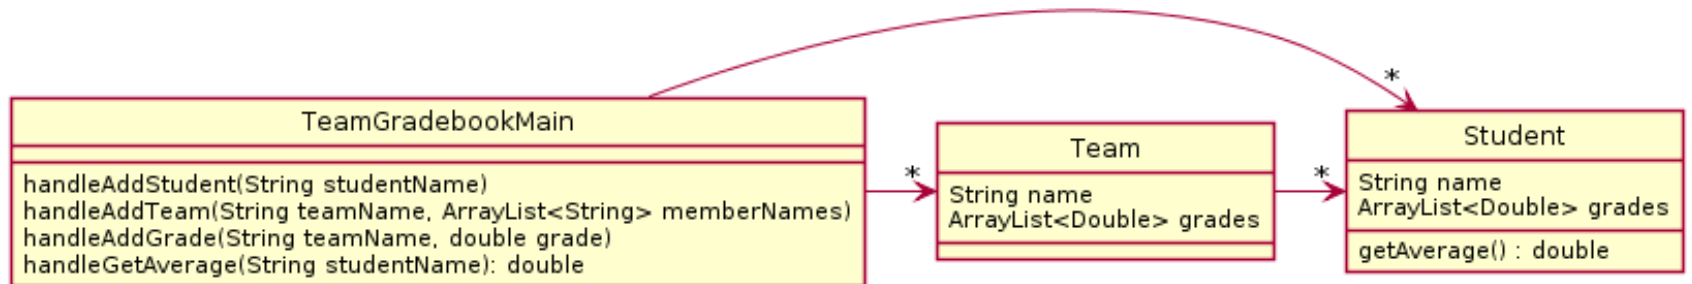 TeamGradebookMain
handleAddStudent(String studentName)
handleAddTeam(String teamName, ArrayList<String> memberNames)
handleAddGrade(String teamName, double grade)
handleGetAverage(String studentName): double
*
Team
String name
ArrayList<Double> grades
*
*
Student
String name
ArrayList<Double> grades
getAverage() : double